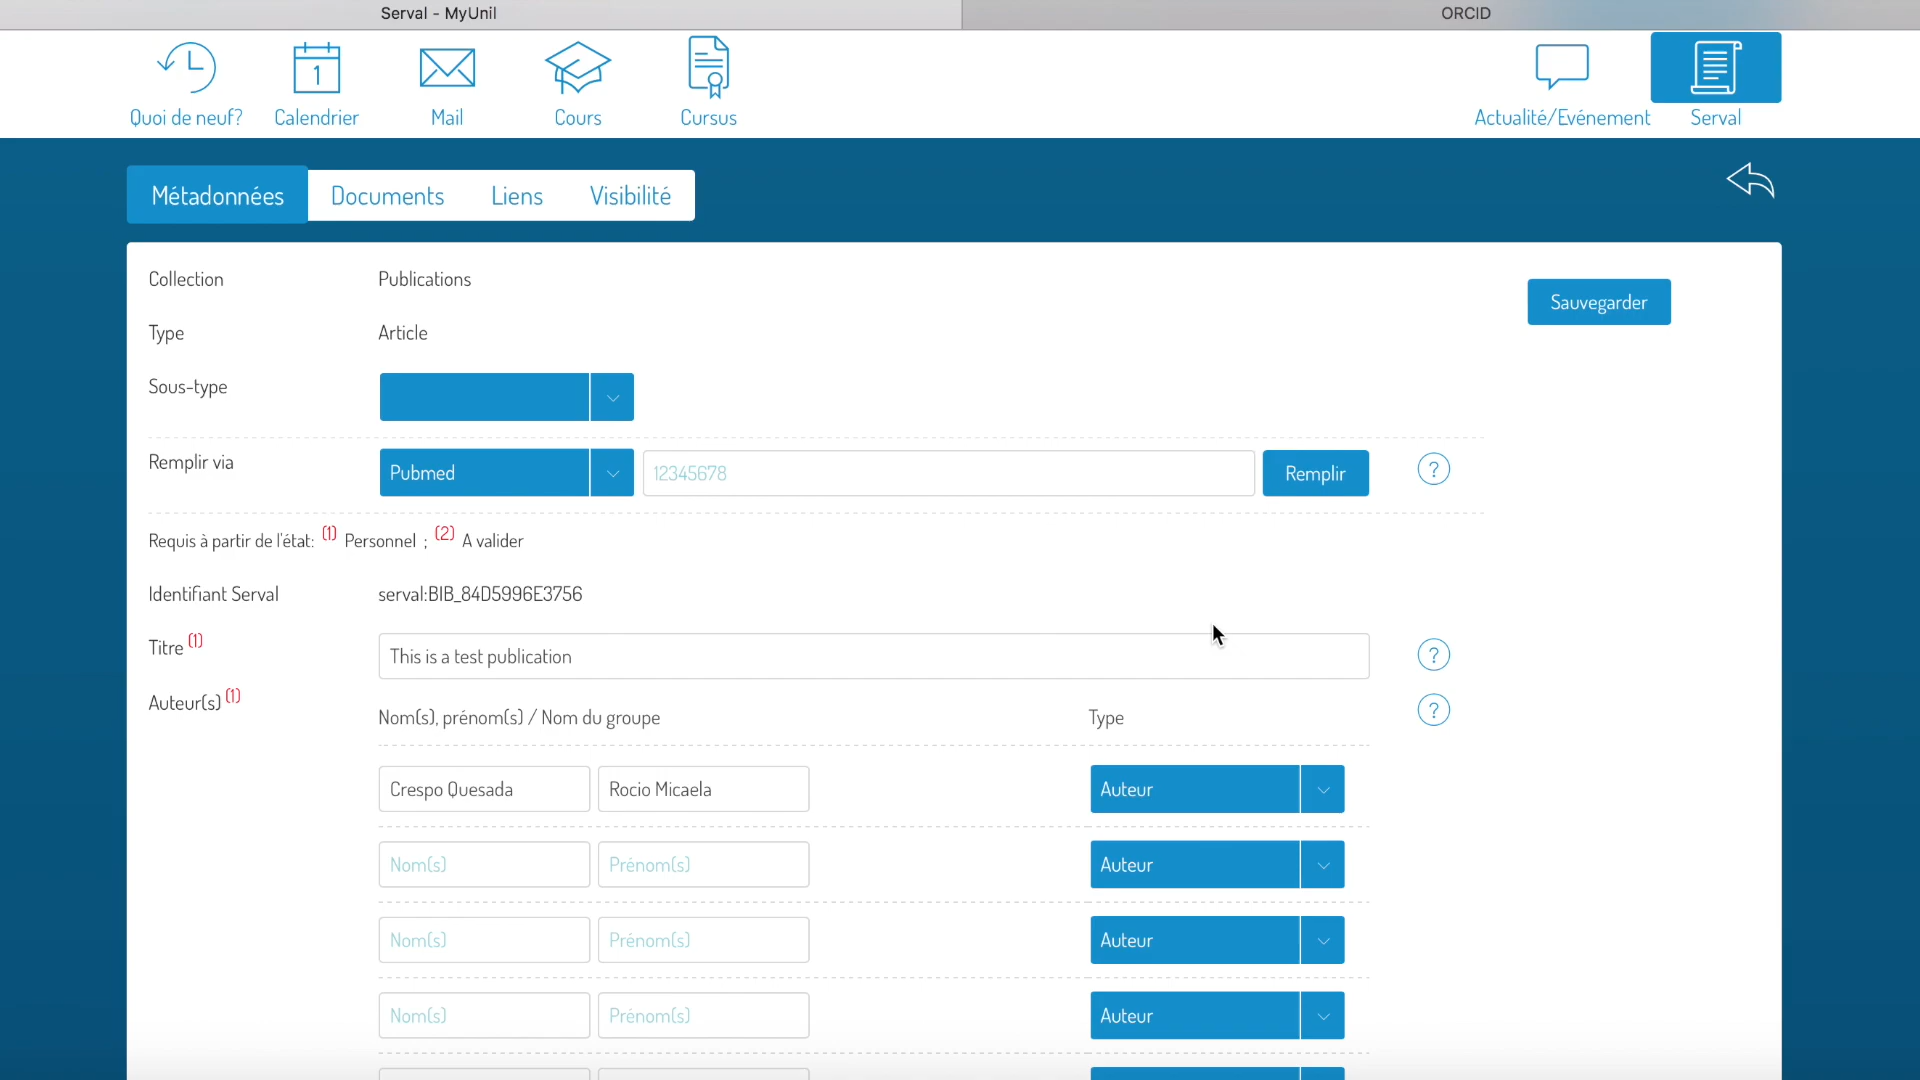 Serval - MyUnil
ORCID
1
Quoi de neuf?
Calendrier
Mail
Cours
Cursus
Actualité/Evénement
Serval
Métadonnées
Documents
Liens
Visibilité
Collection
Publications
Sauvegarder
Type
Article
Sous-type
Remplir via
Pubmed
12345678
Remplir
?
Requis à partir de l'état: (1) Personnel ; (2) A valider
Identifiant Serval
serval:BIB_84D5996E3756
Titre (1)
This is a test publication
?
Auteur(s) (1)
Nom(s), prénom(s) / Nom du groupe
Type
?
Crespo Quesada
Rocio Micaela
Auteur
Nom(s)
Prénom(s)
Auteur
Nom(s)
Prénom(s)
Auteur
Nom(s)
Prénom(s)
Auteur